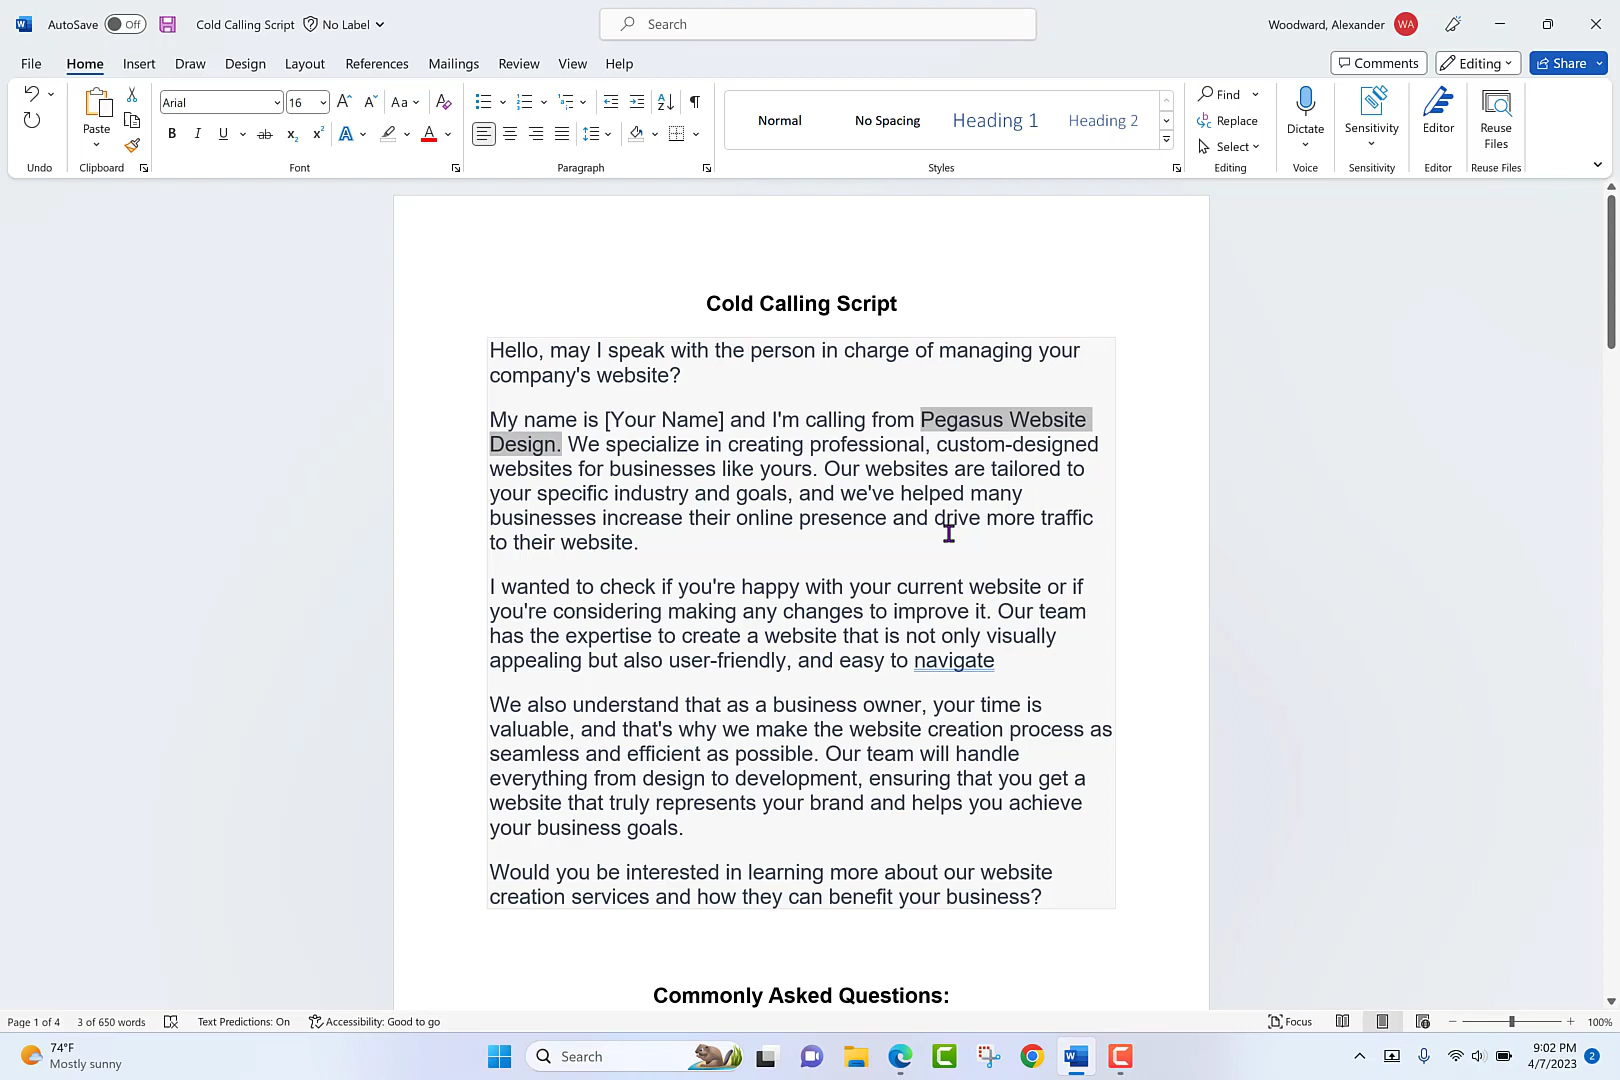 AutoSave Off Cold Calling Script No Label Search Woodward, Alexander WA
File Home Insert Draw Design Layout References Mailings Review View Help Comments Editing Share
Paste Arial 16 Aa Normal No Spacing Heading 1 Heading 2 Find Replace Select Dictate Sensitivity Editor Reuse Files
Undo Clipboard Font Paragraph Styles Editing Voice Sensitivity Editor Reuse Files
Cold Calling Script
Hello, may I speak with the person in charge of managing your
company's website?
My name is [Your Name] and I'm calling from Pegasus Website
Design. We specialize in creating professional, custom-designed
websites for businesses like yours. Our websites are tailored to
your specific industry and goals, and we've helped many
businesses increase their online presence and drive more traffic
to their website.
I wanted to check if you're happy with your current website or if
you're considering making any changes to improve it. Our team
has the expertise to create a website that is not only visually
appealing but also user-friendly, and easy to navigate
We also understand that as a business owner, your time is
valuable, and that's why we make the website creation process as
seamless and efficient as possible. Our team will handle
everything from design to development, ensuring that you get a
website that truly represents your brand and helps you achieve
your business goals.
Would you be interested in learning more about our website
creation services and how they can benefit your business?
Commonly Asked Questions:
Page 1 of 4 3 of 650 words Text Predictions: On Accessibility: Good to go Focus 100%
74°F
Mostly sunny
Search
9:02 PM
4/7/2023
2